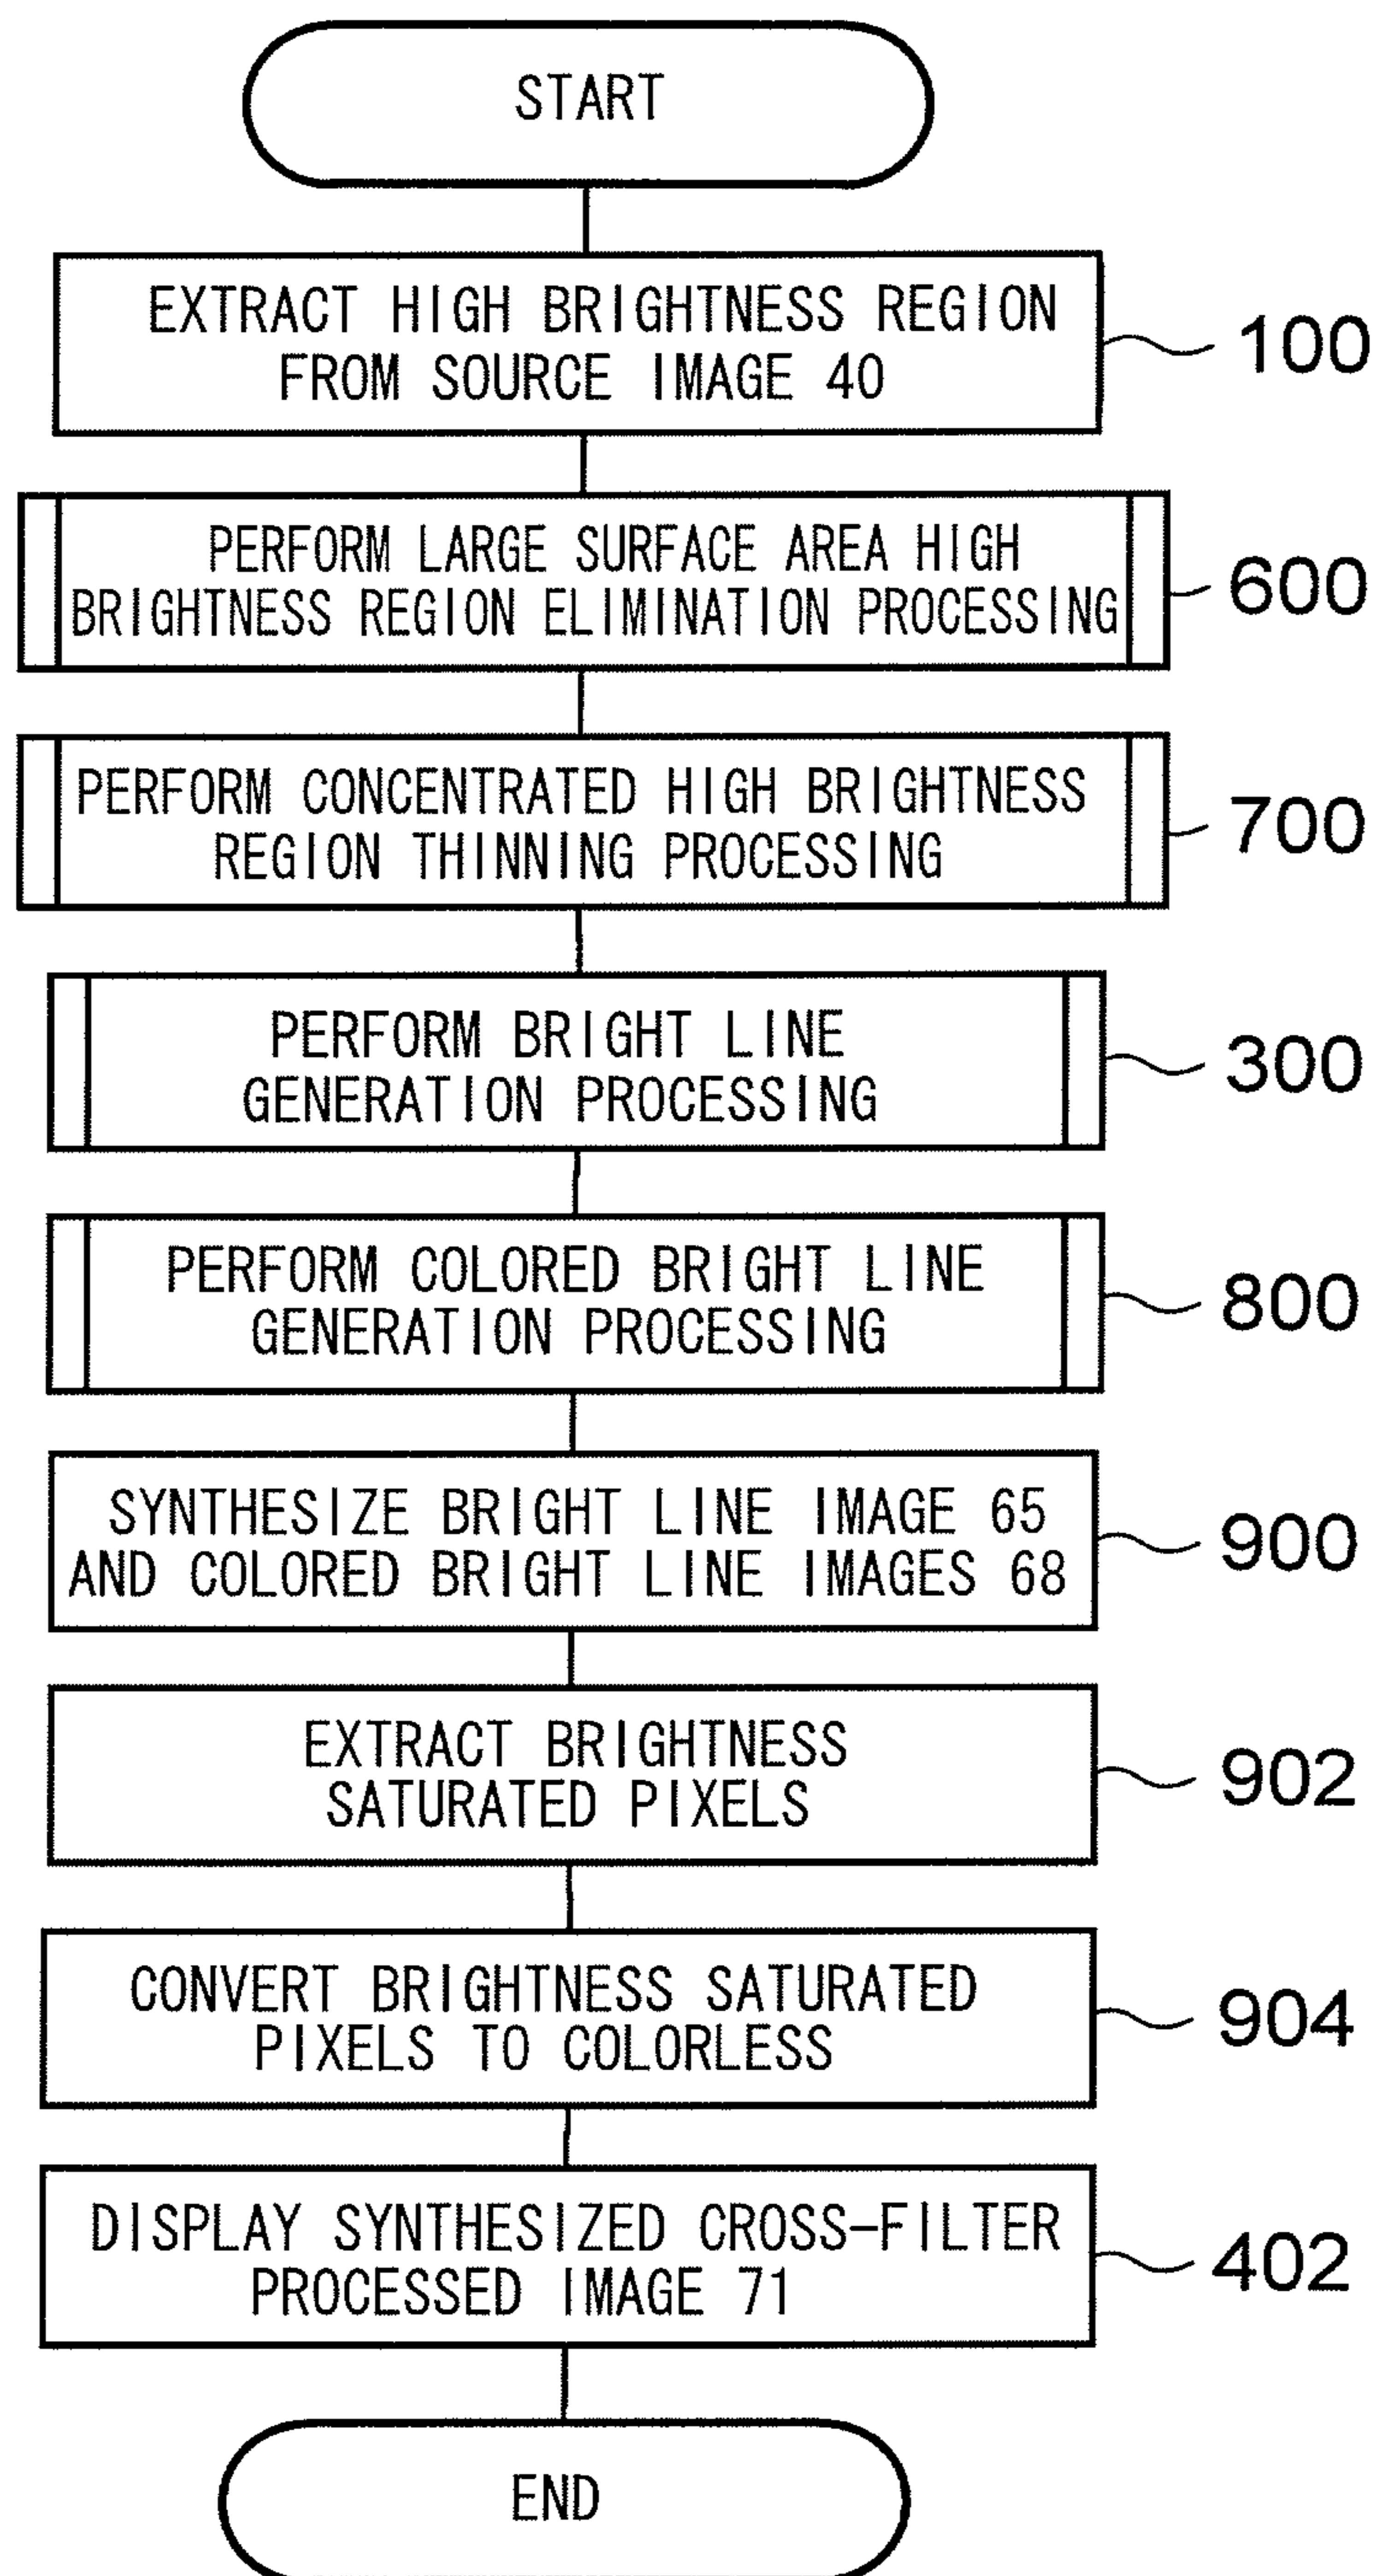 START
EXTRACT HIGH BRIGHTNESS REGION
FROM SOURCE IMAGE 40
100
PERFORM LARGE SURFACE AREA HIGH
BRIGHTNESS REGION ELIMINATION PROCESSING
600
PERFORM CONCENTRATED HIGH BRIGHTNESS
REGION THINNING PROCESSING
700
PERFORM BRIGHT LINE
GENERATION PROCESSING
300
PERFORM COLORED BRIGHT LINE
GENERATION PROCESSING
800
SYNTHESIZE BRIGHT LINE IMAGE 65
AND COLORED BRIGHT LINE IMAGES 68
900
EXTRACT BRIGHTNESS
SATURATED PIXELS
902
CONVERT BRIGHTNESS SATURATED
PIXELS TO COLORLESS
904
DISPLAY SYNTHESIZED CROSS-FILTER
PROCESSED IMAGE 71
402
END